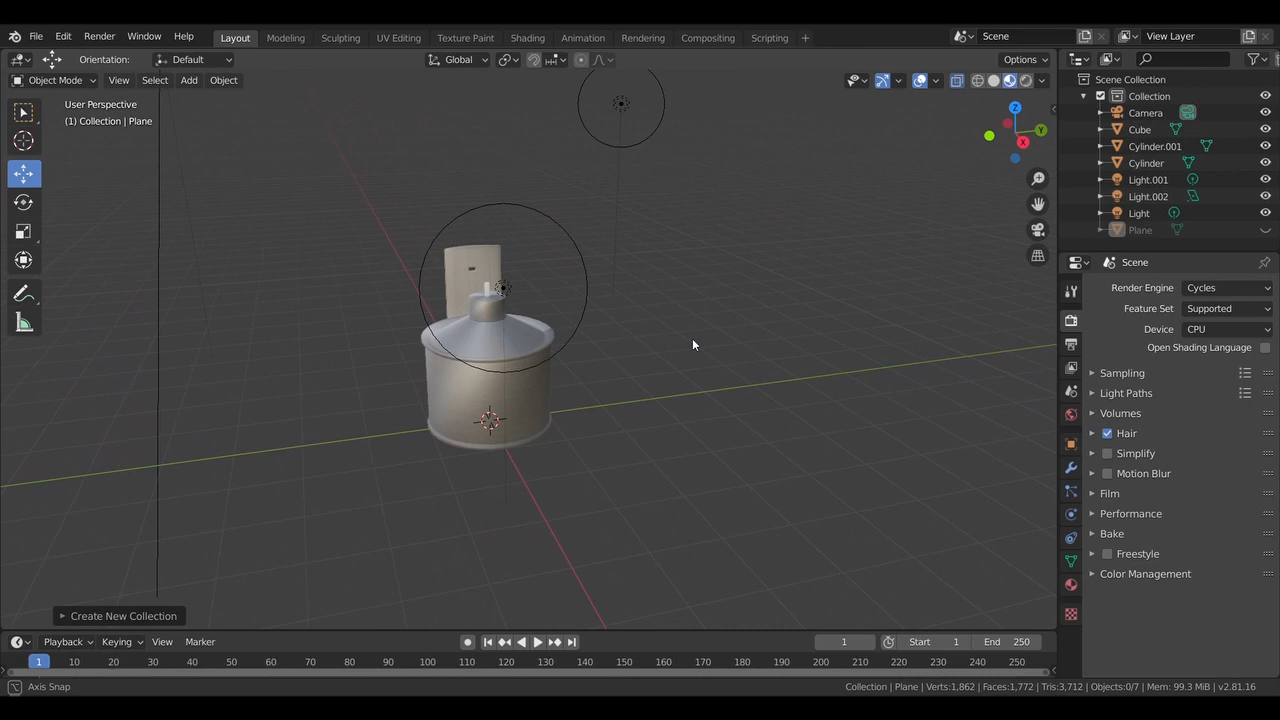 File Edit Render Window Help Layout Modeling Sculpting UV Editing Texture Paint Shading Animation Rendering Compositing Scripting + Scene View Layer
Orientation: Default Global Options
Object Mode View Select Add Object
User Perspective
(1) Collection | Plane
Z
Y
X
Create New Collection
Scene Collection
Collection
Camera
Cube
Cylinder.001
Cylinder
Light.001
Light.002
Light
Plane
Scene
Render Engine Cycles
Feature Set Supported
Device CPU
Open Shading Language
Sampling
Light Paths
Volumes
Hair
Simplify
Motion Blur
Film
Performance
Bake
Freestyle
Color Management
Playback Keying View Marker 1 Start 1 End 250
1 10 20 30 40 50 60 70 80 90 100 110 120 130 140 150 160 170 180 190 200 210 220 230 240 250
Axis Snap Collection | Plane | Verts:1,862 | Faces:1,772 | Tris:3,712 | Objects:0/7 | Mem: 99.3 MiB | v2.81.16